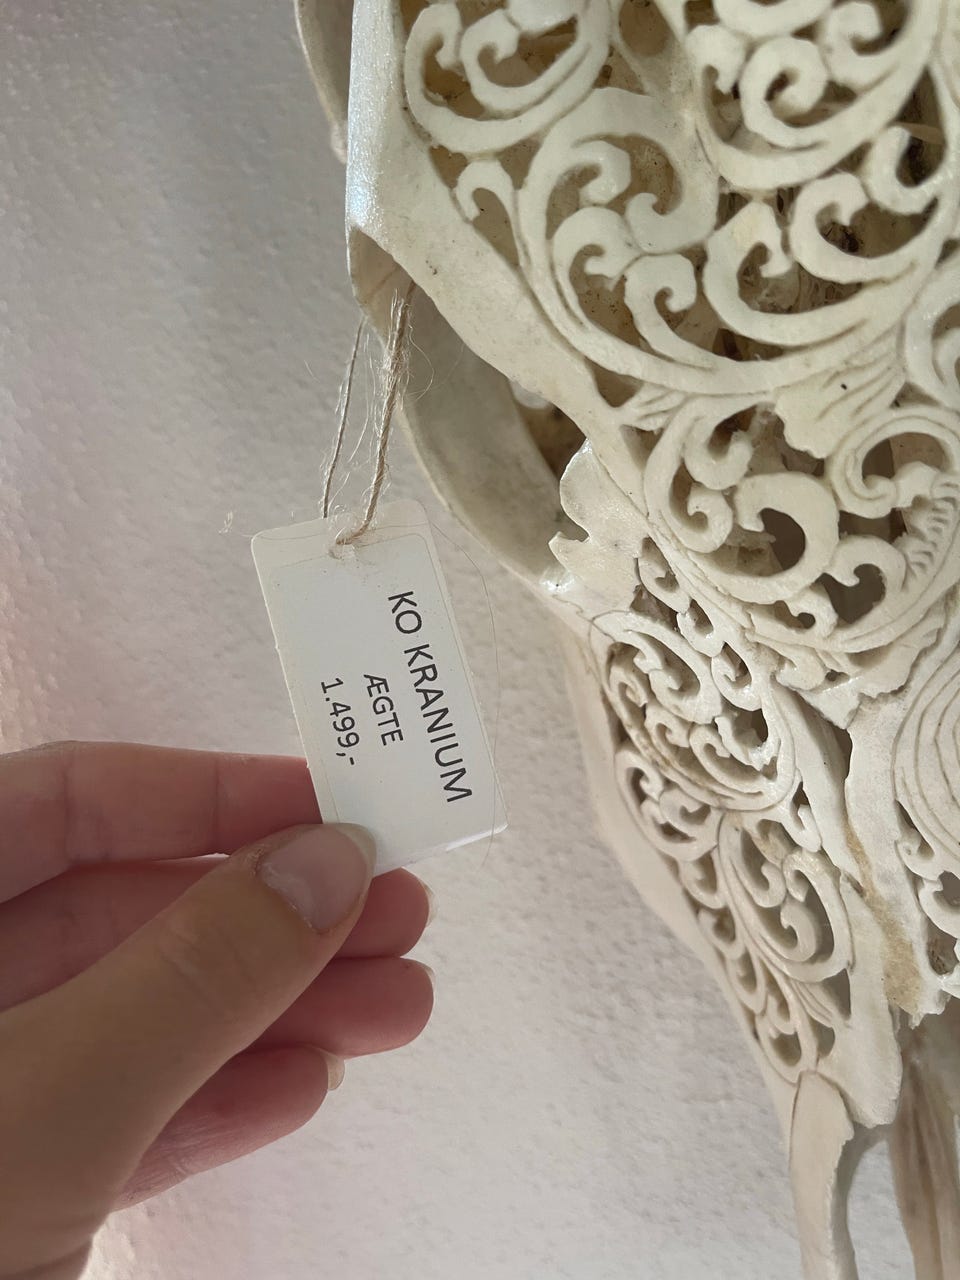 KO KRANIUM
ÆGTE
1.499,-